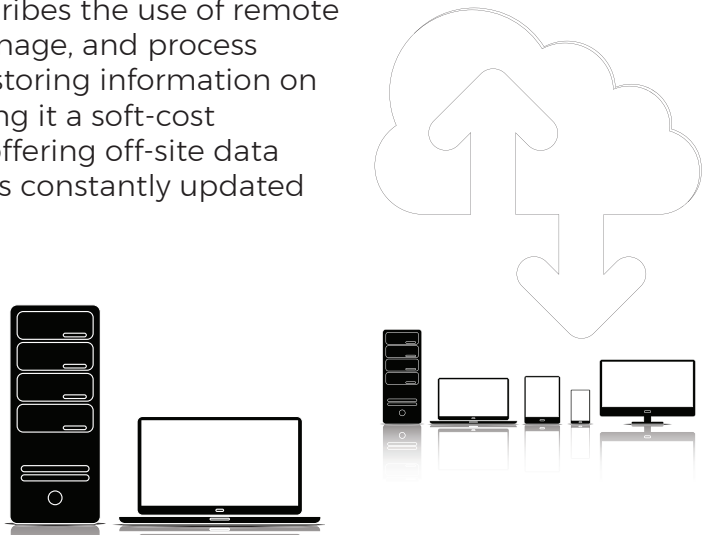 ribes the use of remote
nage, and process
storing information on
ng it a soft-cost
offering off-site data
s constantly updated